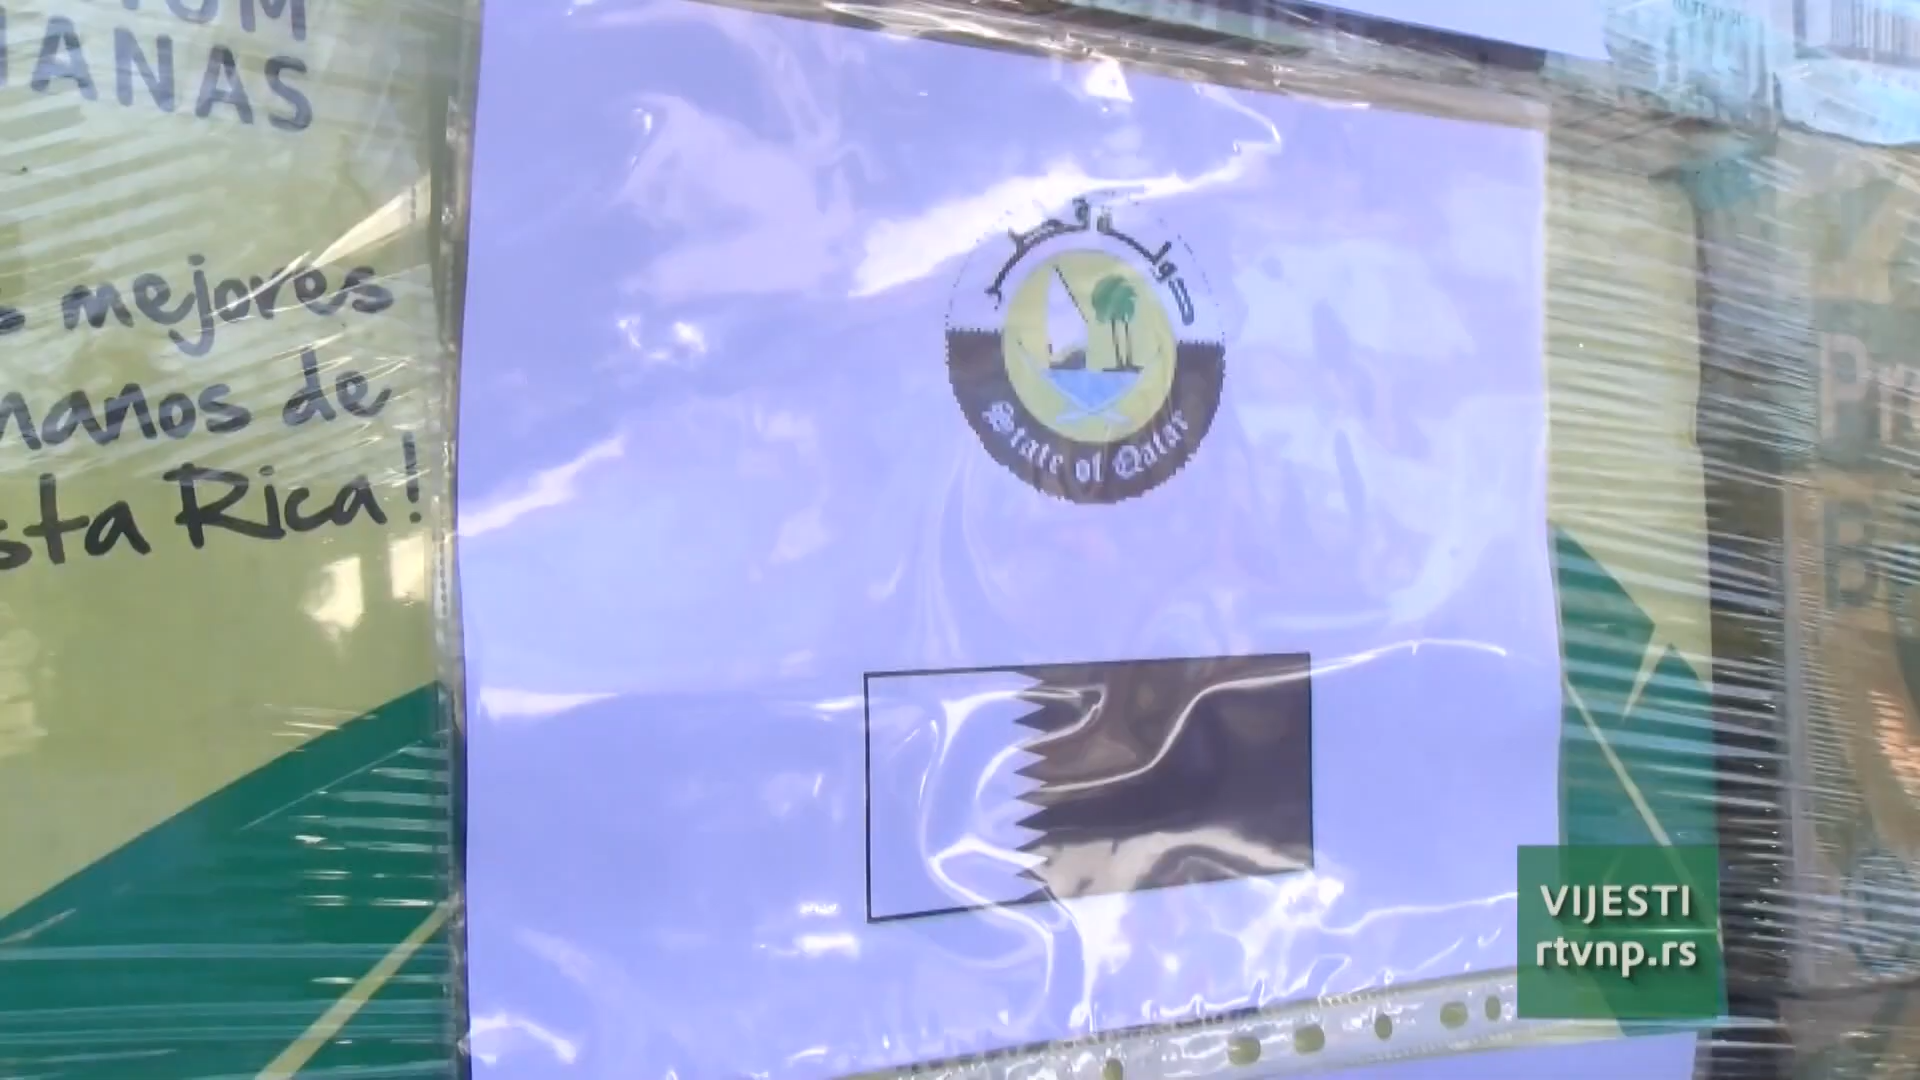 ANAS
mejores
manos de
sta Rica!
دولة قطر
State of Qatar
VIJESTI
rtvnp.rs